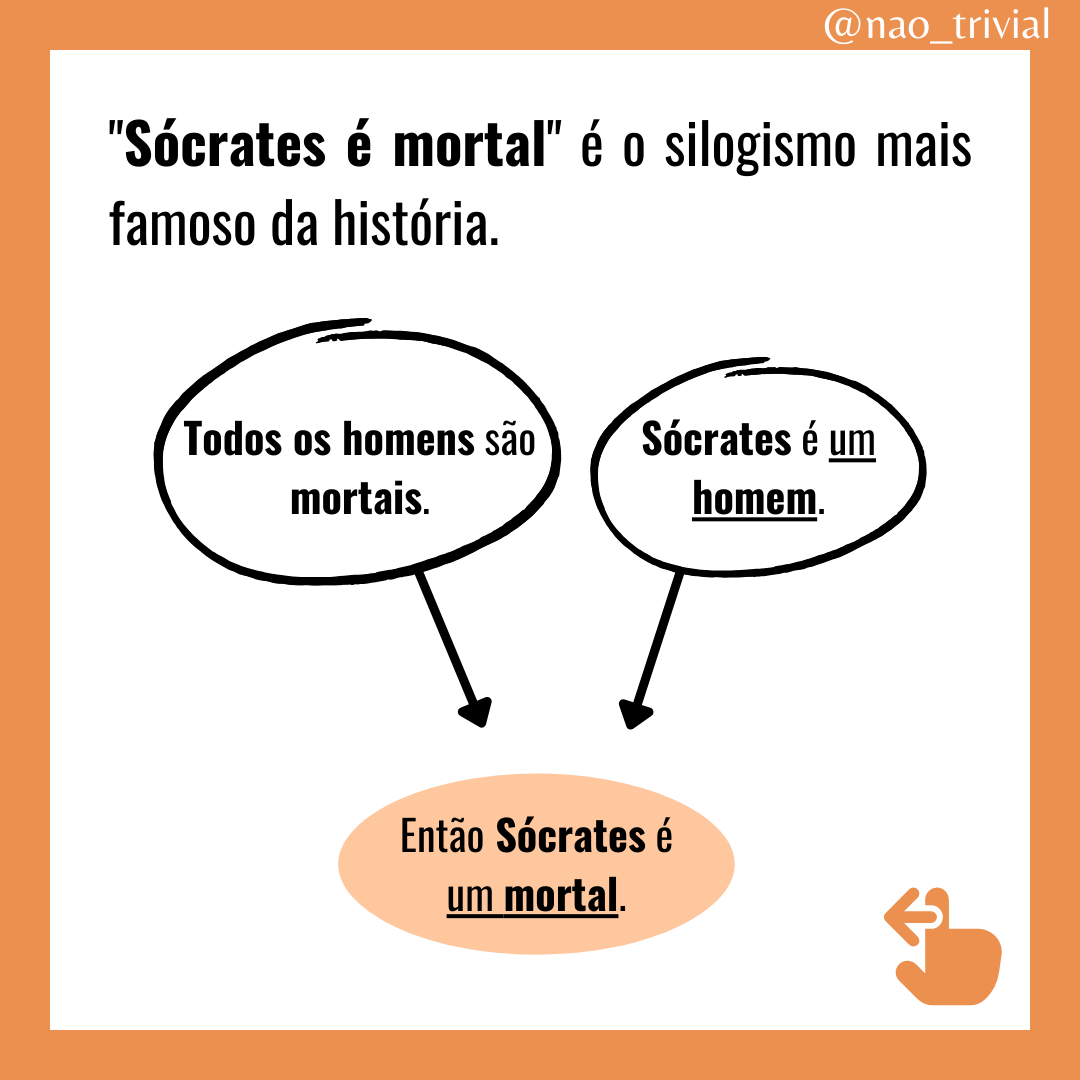 @nao_trivial
"Sócrates é mortal" é o silogismo mais
famoso da história.
Todos os homens são
mortais.
Sócrates é um
homem.
Então Sócrates é
um mortal.